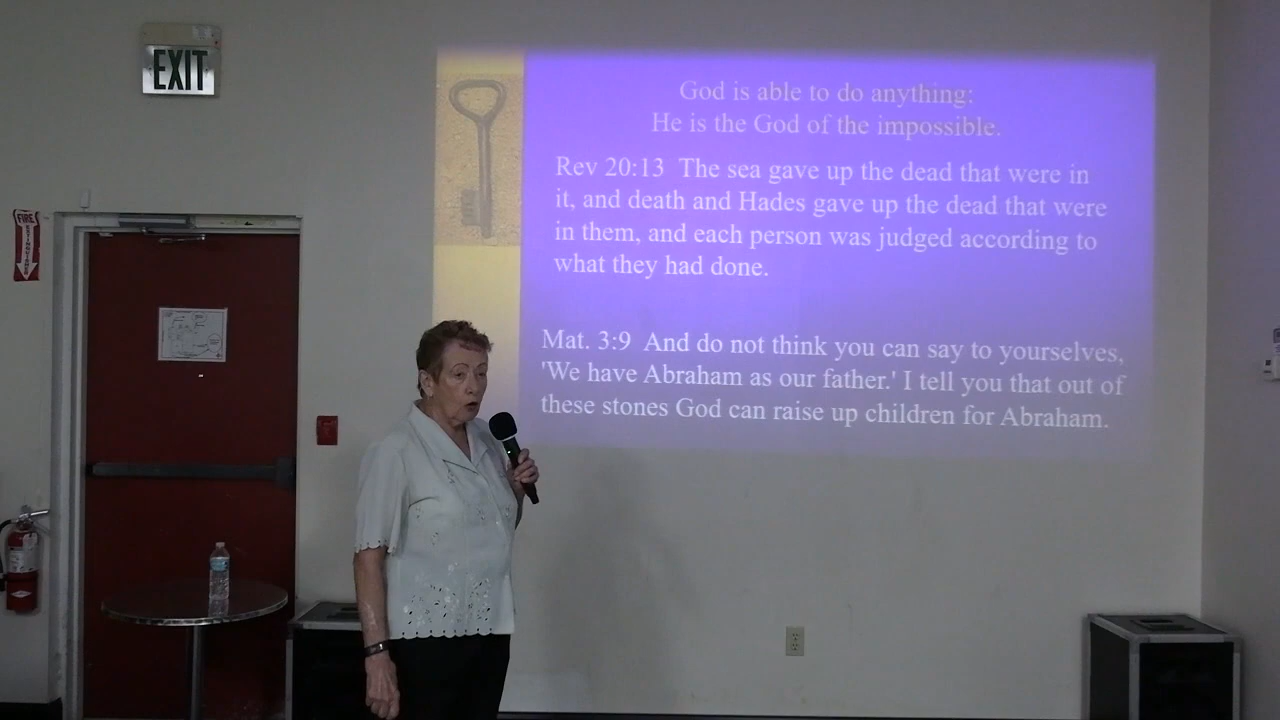 EXIT
God is able to do anything:
He is the God of the impossible.
Rev 20:13 The sea gave up the dead that were in
it, and death and Hades gave up the dead that were
in them, and each person was judged according to
what they had done.
Mat. 3:9 And do not think you can say to yourselves,
'We have Abraham as our father.' I tell you that out of
these stones God can raise up children for Abraham.
FIRE
EXTINGUISHER